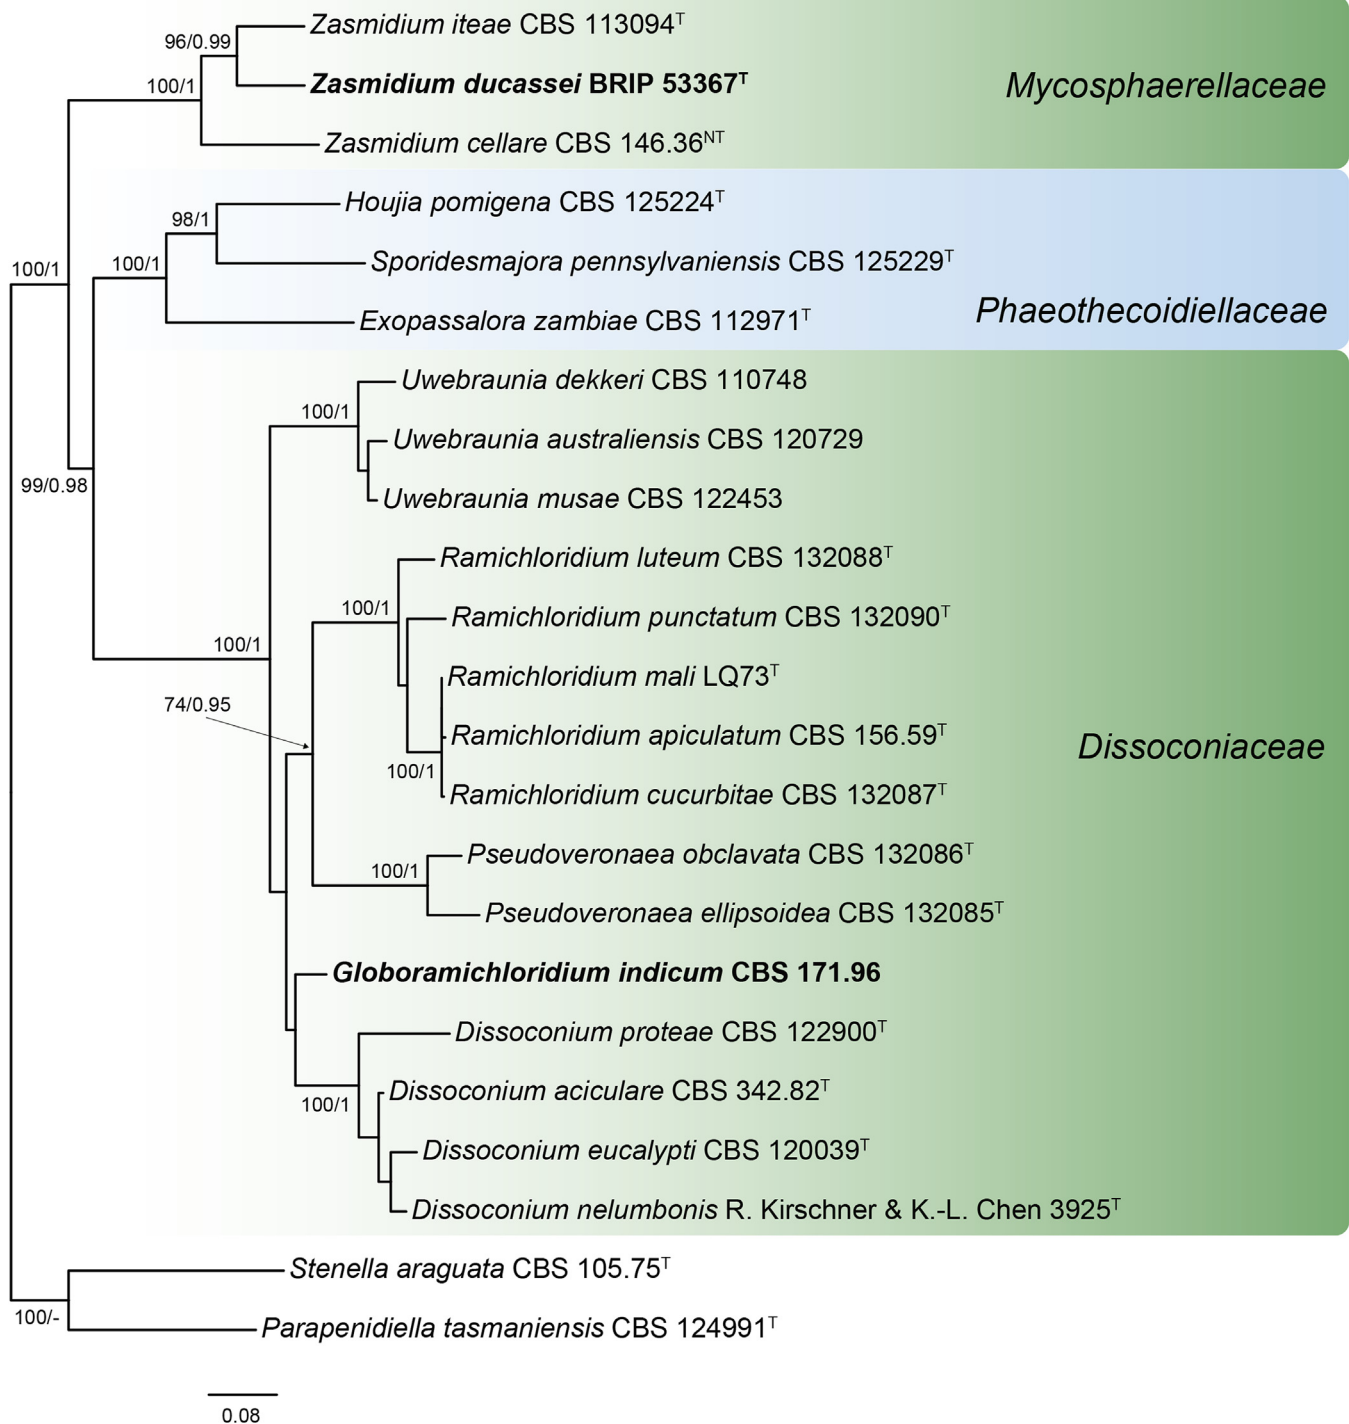 Zasmidium iteae CBS 113094ᵀ
96/0.99
100/1
Zasmidium ducassei BRIP 53367ᵀ
Mycosphaerellaceae
Zasmidium cellare CBS 146.36ᴺᵀ
Houjia pomigena CBS 125224ᵀ
98/1
100/1
Sporidesmajora pennsylvaniensis CBS 125229ᵀ
100/1
Phaeothecoidiellaceae
Exopassalora zambiae CBS 112971ᵀ
Uwebraunia dekkeri CBS 110748
100/1
Uwebraunia australiensis CBS 120729
99/0.98
Uwebraunia musae CBS 122453
Ramichloridium luteum CBS 132088ᵀ
100/1
Ramichloridium punctatum CBS 132090ᵀ
100/1
Ramichloridium mali LQ73ᵀ
74/0.95
Ramichloridium apiculatum CBS 156.59ᵀ
Dissoconiaceae
100/1
Ramichloridium cucurbitae CBS 132087ᵀ
Pseudoveronaea obclavata CBS 132086ᵀ
100/1
Pseudoveronaea ellipsoidea CBS 132085ᵀ
Globoramichloridium indicum CBS 171.96
Dissoconium proteae CBS 122900ᵀ
Dissoconium aciculare CBS 342.82ᵀ
100/1
Dissoconium eucalypti CBS 120039ᵀ
Dissoconium nelumbonis R. Kirschner & K.-L. Chen 3925ᵀ
Stenella araguata CBS 105.75ᵀ
100/-
Parapenidiella tasmaniensis CBS 124991ᵀ
0.08